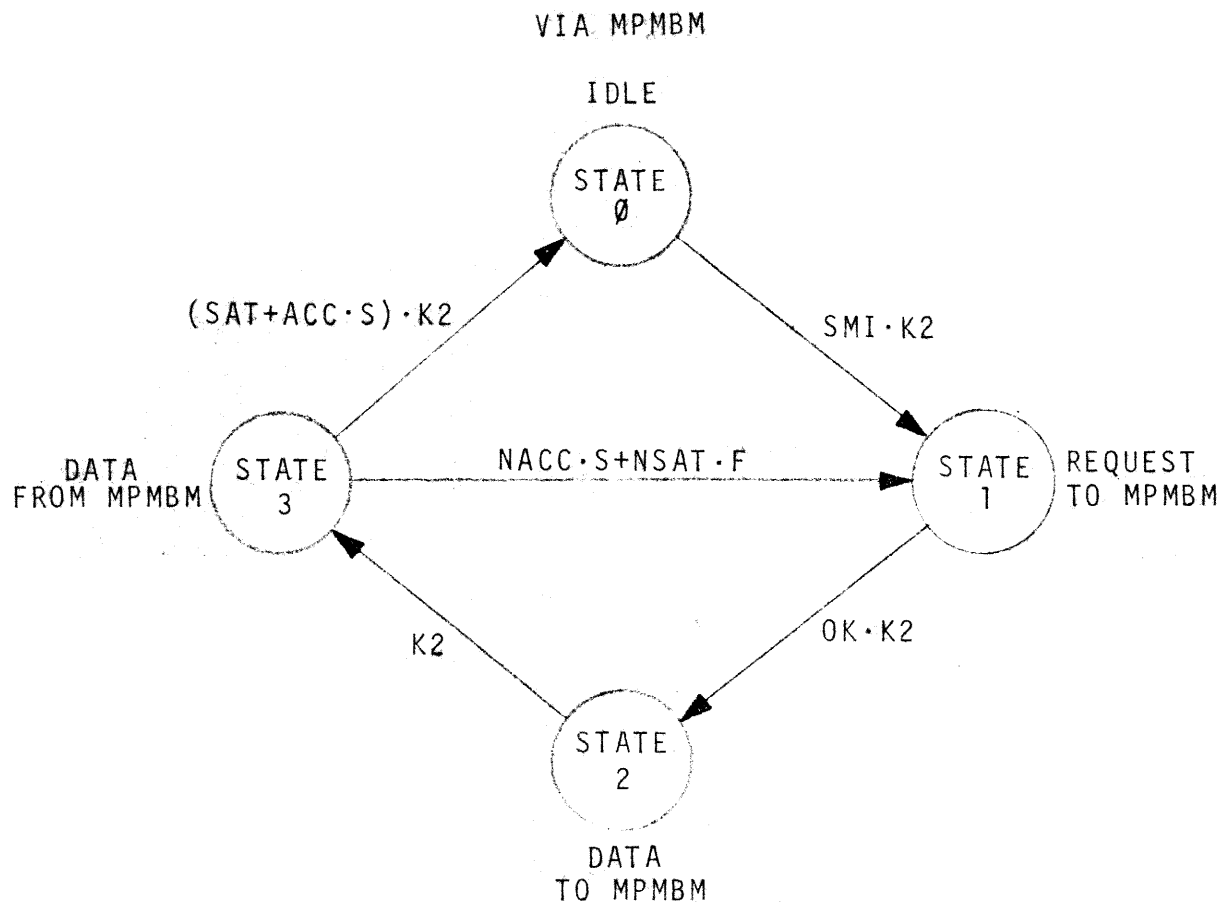 VIA MPMBM
IDLE
STATE
Ø
(SAT+ACC·S)·K2
SMI·K2
DATA
FROM MPMBM
STATE
3
NACC·S+NSAT·F
STATE
1
REQUEST
TO MPMBM
K2
OK·K2
STATE
2
DATA
TO MPMBM